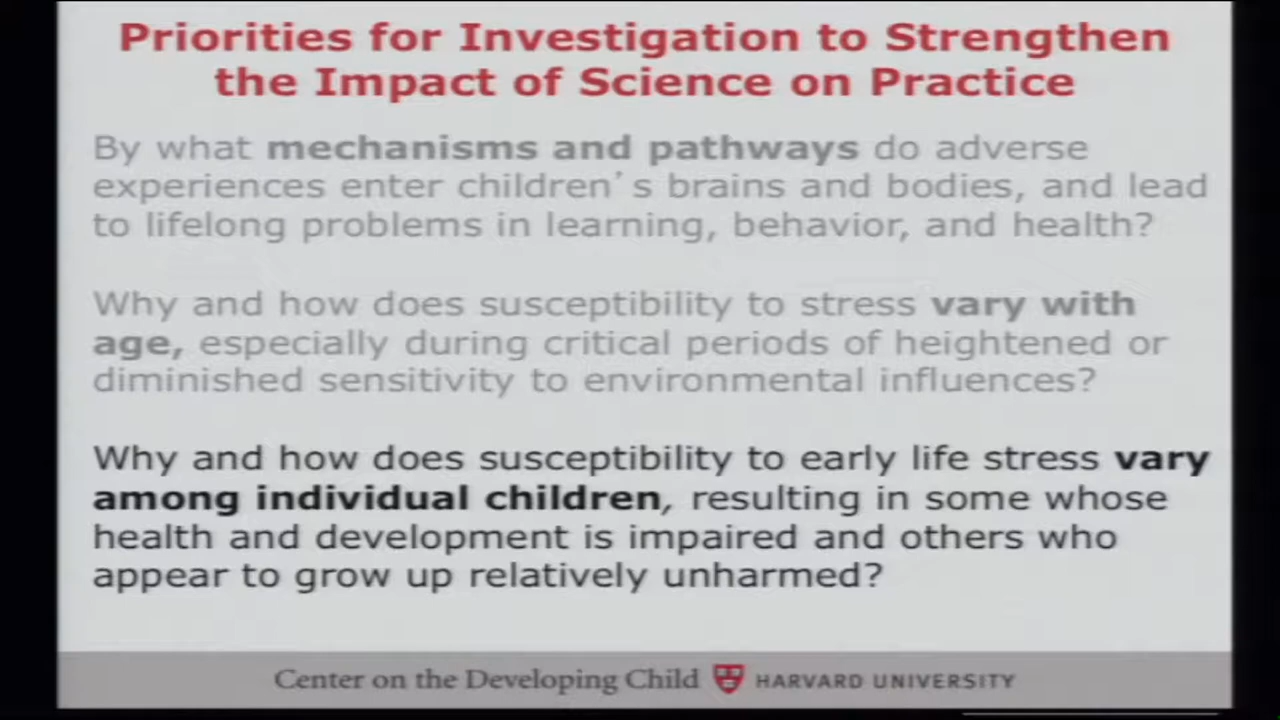 Priorities for Investigation to Strengthen
the Impact of Science on Practice
By what mechanisms and pathways do adverse
experiences enter children's brains and bodies, and lead
to lifelong problems in learning, behavior, and health?
Why and how does susceptibility to stress vary with
age, especially during critical periods of heightened or
diminished sensitivity to environmental influences?
Why and how does susceptibility to early life stress vary
among individual children, resulting in some whose
health and development is impaired and others who
appear to grow up relatively unharmed?
Center on the Developing Child HARVARD UNIVERSITY